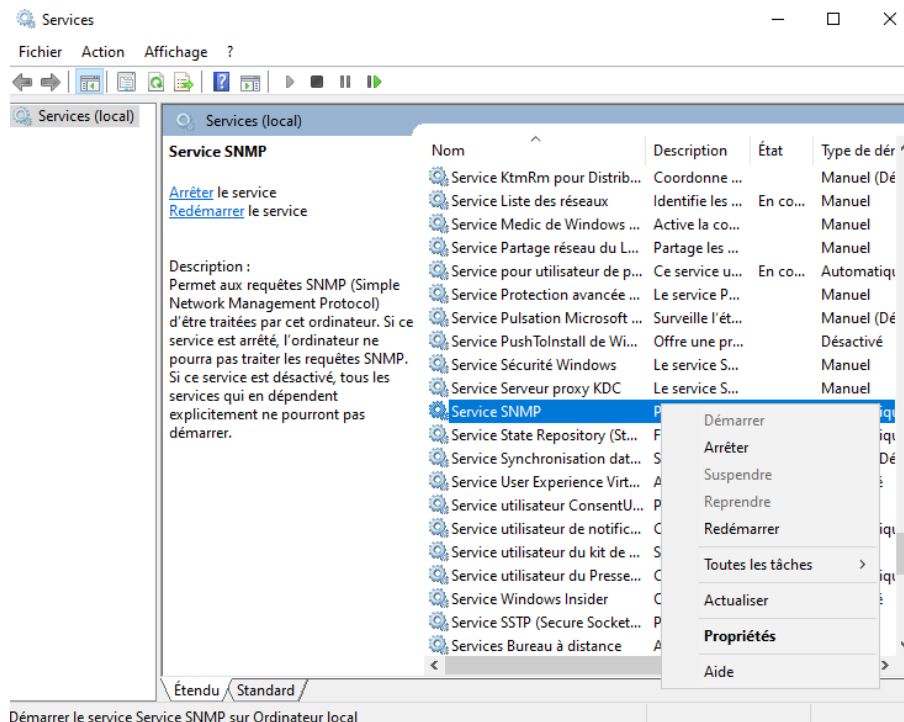 Services
Fichier Action Affichage ?
Services (local)
Services (local)
Service SNMP
Arrêter le service
Redémarrer le service
Description :
Permet aux requêtes SNMP (Simple
Network Management Protocol)
d'être traitées par cet ordinateur. Si ce
service est arrêté, l'ordinateur ne
pourra pas traiter les requêtes SNMP.
Si ce service est désactivé, tous les
services qui en dépendent
explicitement ne pourront pas
démarrer.
Nom Description État Type de dér
Service KtmRm pour Distrib... Coordonne ... Manuel (Dé
Service Liste des réseaux Identifie les ... En co... Manuel
Service Medic de Windows ... Active la co... Manuel
Service Partage réseau du L... Partage les ... Manuel
Service pour utilisateur de p... Ce service u... En co... Automatiqu
Service Protection avancée ... Le service P... Manuel
Service Pulsation Microsoft ... Surveille l'ét... Manuel (Dé
Service PushToInstall de Wi... Offre une pr... Désactivé
Service Sécurité Windows Le service S... Manuel
Service Serveur proxy KDC Le service S... Manuel
Service SNMP P
Service State Repository (St... F
Service Synchronisation dat... S
Service User Experience Virt... A
Service utilisateur ConsentU... P
Service utilisateur de notific... C
Service utilisateur du kit de ... S
Service utilisateur du Presse... C
Service Windows Insider C
Service SSTP (Secure Socket... P
Services Bureau à distance A
Démarrer
Arrêter
Suspendre
Reprendre
Redémarrer
Toutes les tâches
Actualiser
Propriétés
Aide
Étendu Standard
Démarrer le service Service SNMP sur Ordinateur local